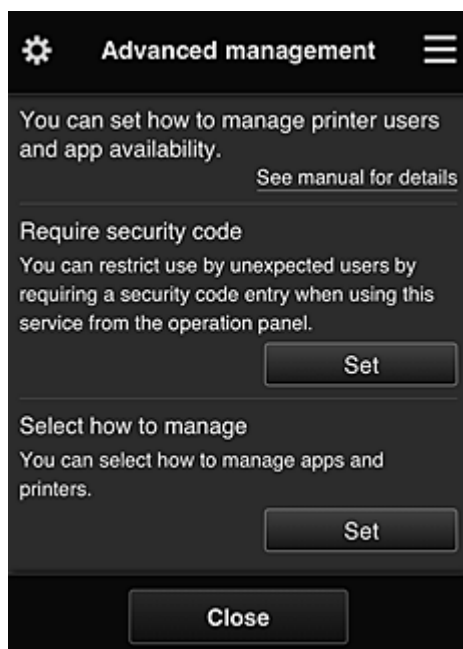 Advanced management
You can set how to manage printer users
and app availability.
See manual for details
Require security code
You can restrict use by unexpected users by
requiring a security code entry when using this
service from the operation panel.
Set
Select how to manage
You can select how to manage apps and
printers.
Set
Close